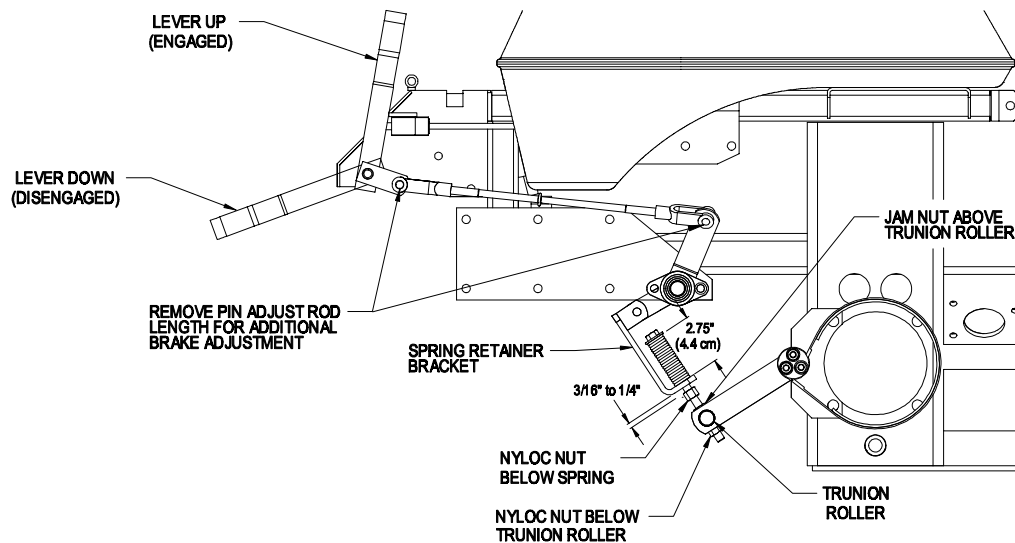 LEVER UP
(ENGAGED)
LEVER DOWN
(DISENGAGED)
JAM NUT ABOVE
TRUNION ROLLER
REMOVE PIN ADJUST ROD
LENGTH FOR ADDITIONAL
BRAKE ADJUSTMENT
2.75"
(4.4 cm)
SPRING RETAINER
BRACKET
3/16" to 1/4"
NYLOC NUT
BELOW SPRING
TRUNION
ROLLER
NYLOC NUT BELOW
TRUNION ROLLER